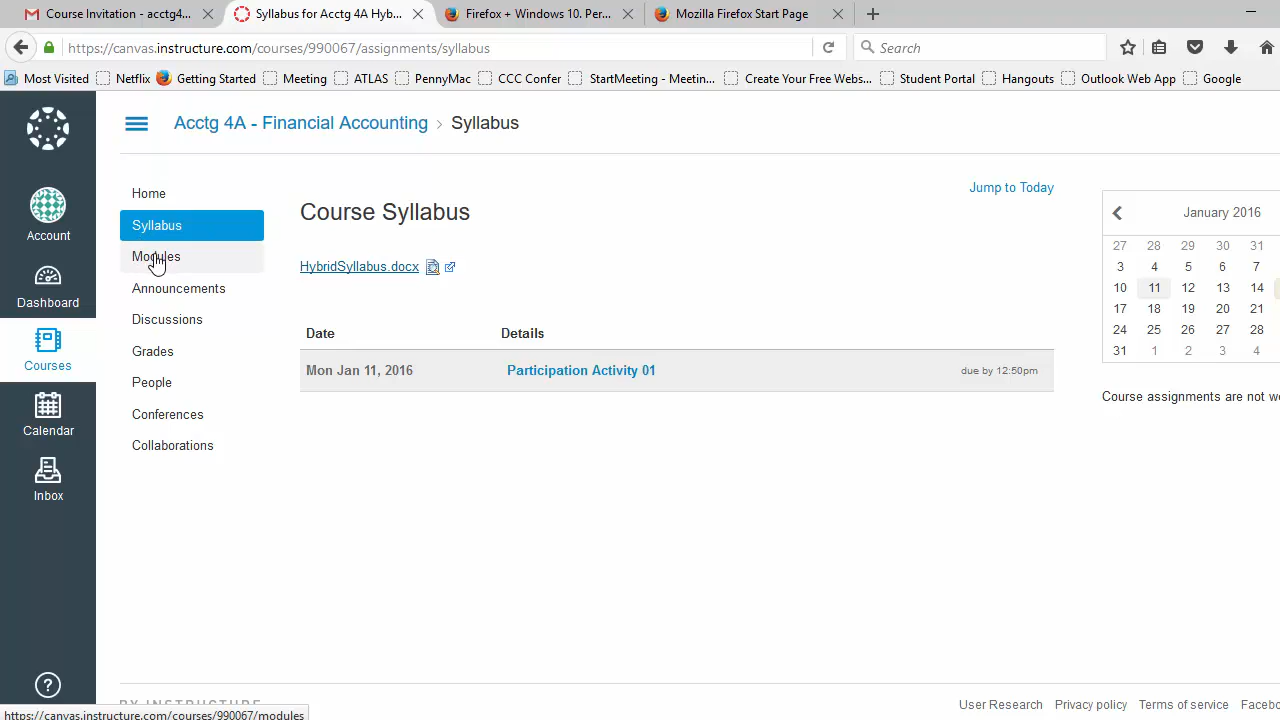 Course Invitation - acctg4...
Syllabus for Acctg 4A Hyb...
Firefox + Windows 10. Per...
Mozilla Firefox Start Page
https://canvas.instructure.com/courses/990067/assignments/syllabus
Search
Most Visited Netflix Getting Started Meeting ATLAS PennyMac CCC Confer StartMeeting - Meetin... Create Your Free Webs... Student Portal Hangouts Outlook Web App Google
Acctg 4A - Financial Accounting > Syllabus
Account
Dashboard
Courses
Calendar
Inbox
Home
Syllabus
Modules
Announcements
Discussions
Grades
People
Conferences
Collaborations
Jump to Today
Course Syllabus
HybridSyllabus.docx
Date Details
Mon Jan 11, 2016 Participation Activity 01 due by 12:50pm
January 2016
27 28 29 30 31
3 4 5 6 7
10 11 12 13 14
17 18 19 20 21
24 25 26 27 28
31 1 2 3 4
Course assignments are not we
BY INSTRUCTURE
User Research Privacy policy Terms of service Facebo
https://canvas.instructure.com/courses/990067/modules